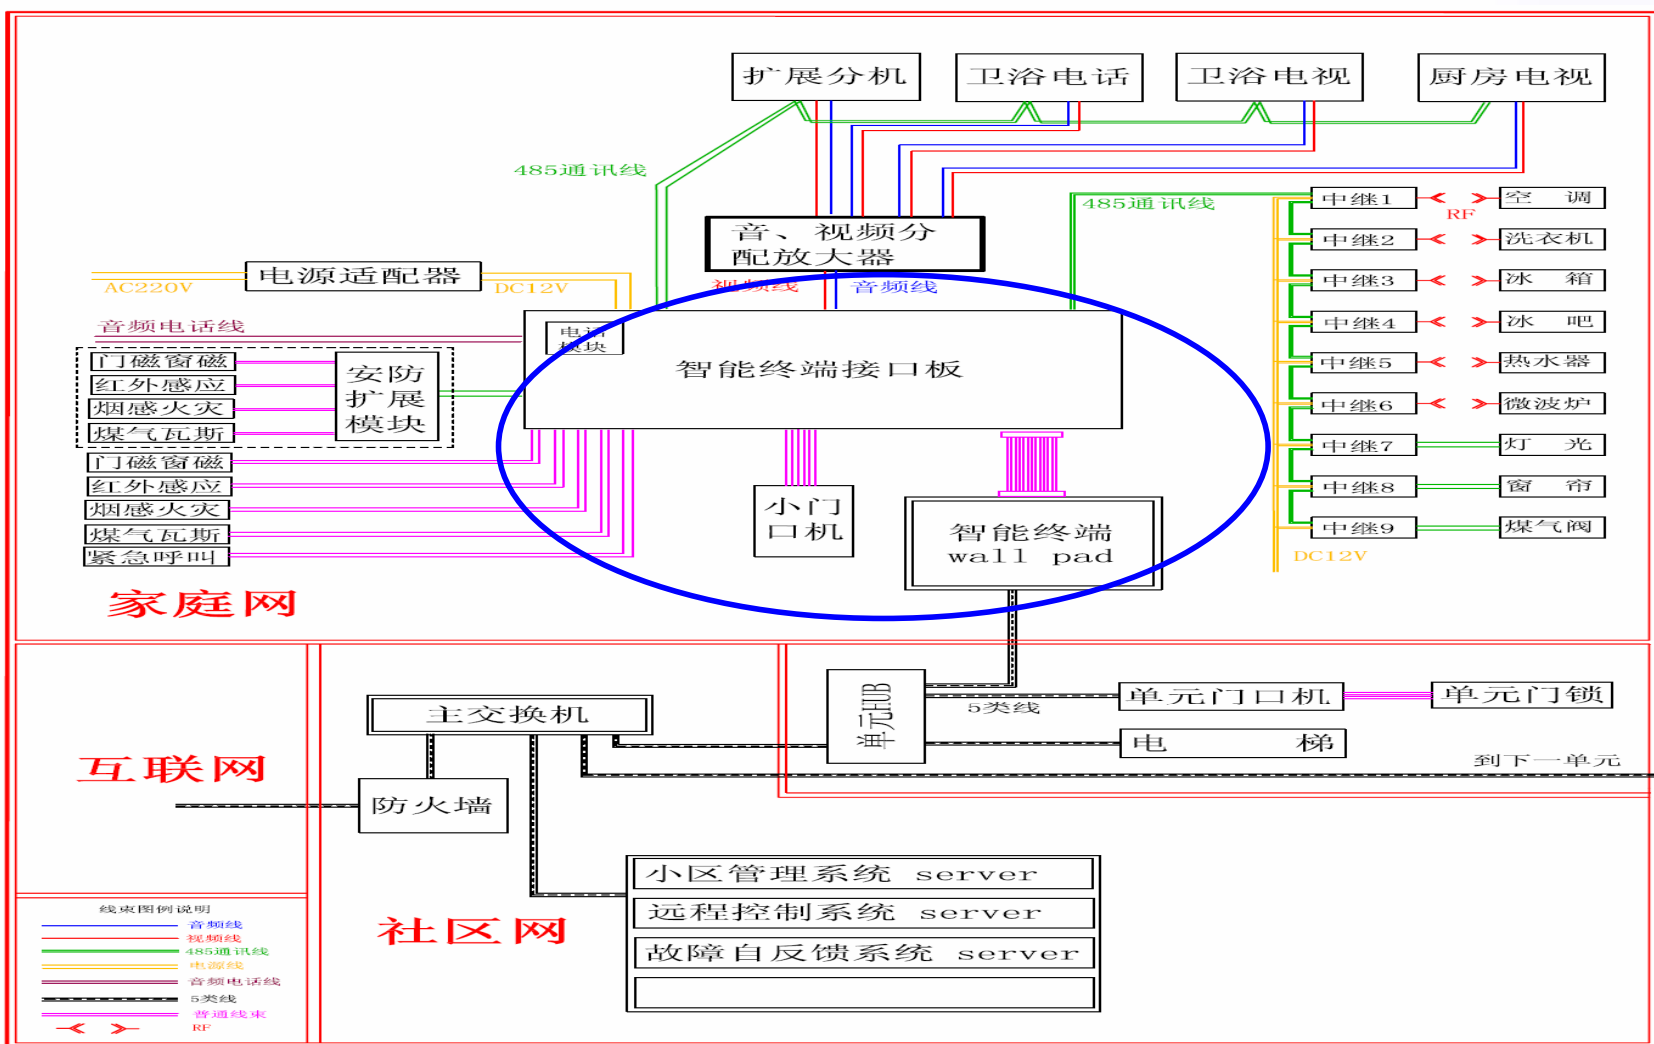 扩展分机
卫浴电话
卫浴电视
厨房电视
485通讯线
音、视频分
配放大器
视频线
音频线
电源适配器
AC220V
DC12V
音频电话线
电话
模块
智能终端接口板
门磁窗磁
红外感应
烟感火灾
煤气瓦斯
安防
扩展
模块
门磁窗磁
红外感应
烟感火灾
煤气瓦斯
紧急呼叫
小门
口机
智能终端
wall pad
485通讯线
中继1
RF
空 调
中继2
洗衣机
中继3
冰 箱
中继4
冰 吧
中继5
热水器
中继6
微波炉
中继7
灯 光
中继8
窗 帘
中继9
煤气阀
DC12V
家庭网
主交换机
单元HUB
5类线
单元门口机
单元门锁
电 梯
到下一单元
互联网
防火墙
小区管理系统 server
远程控制系统 server
故障自反馈系统 server
社区网
线束图例说明
音频线
视频线
485通讯线
电源线
音频电话线
5类线
普通线束
RF